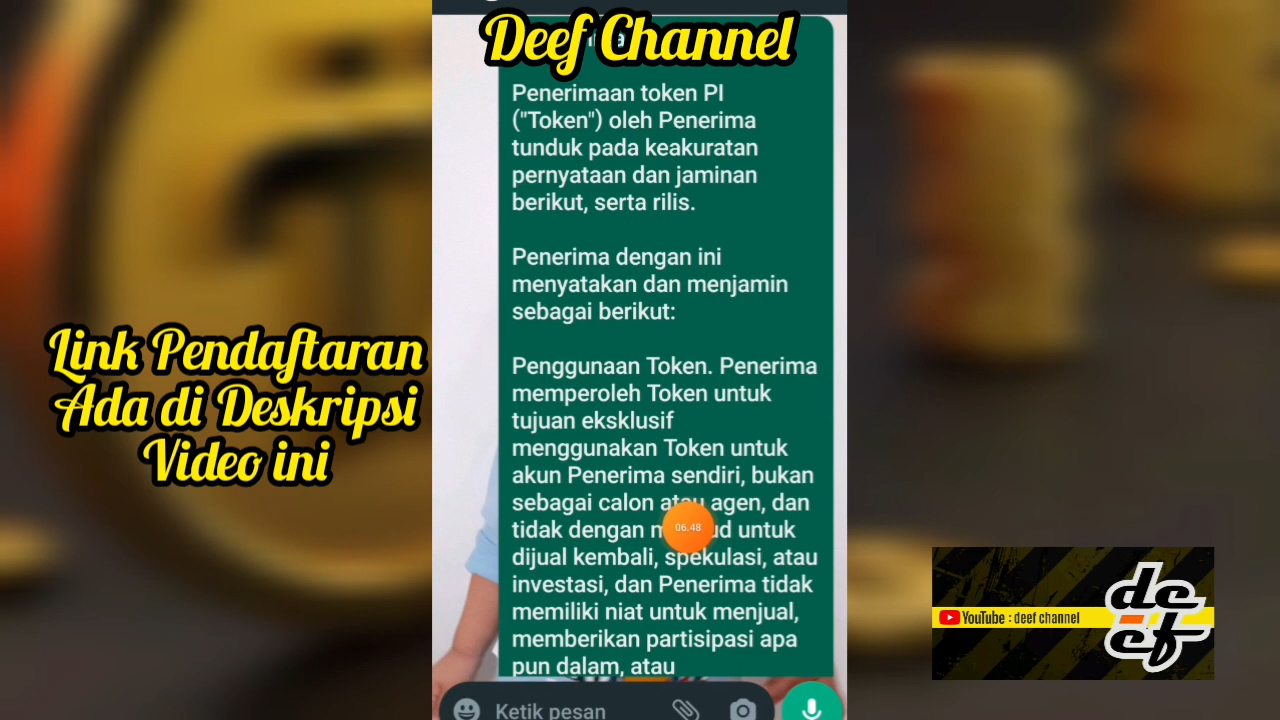 Deef Channel
Penerimaan token PI
("Token") oleh Penerima
tunduk pada keakuratan
pernyataan dan jaminan
berikut, serta rilis.
Penerima dengan ini
menyatakan dan menjamin
sebagai berikut:
Penggunaan Token. Penerima
memperoleh Token untuk
tujuan eksklusif
menggunakan Token untuk
akun Penerima sendiri, bukan
sebagai calon atau agen, dan
tidak dengan untuk
dijual kembali, spekulasi, atau
investasi, dan Penerima tidak
memiliki niat untuk menjual,
memberikan partisipasi apa
pun dalam, atau
06.48
Ketik pesan
Link Pendaftaran
Ada di Deskripsi
Video ini
YouTube : deef channel
de
ef